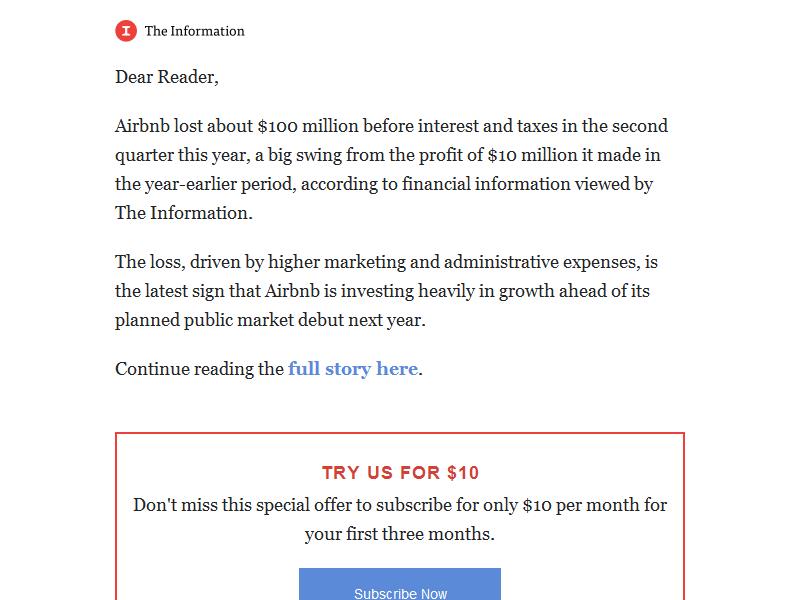 The Information
Dear Reader,
Airbnb lost about $100 million before interest and taxes in the second
quarter this year, a big swing from the profit of $10 million it made in
the year-earlier period, according to financial information viewed by
The Information.
The loss, driven by higher marketing and administrative expenses, is
the latest sign that Airbnb is investing heavily in growth ahead of its
planned public market debut next year.
Continue reading the full story here.
TRY US FOR $10
Don't miss this special offer to subscribe for only $10 per month for
your first three months.
Subscribe Now